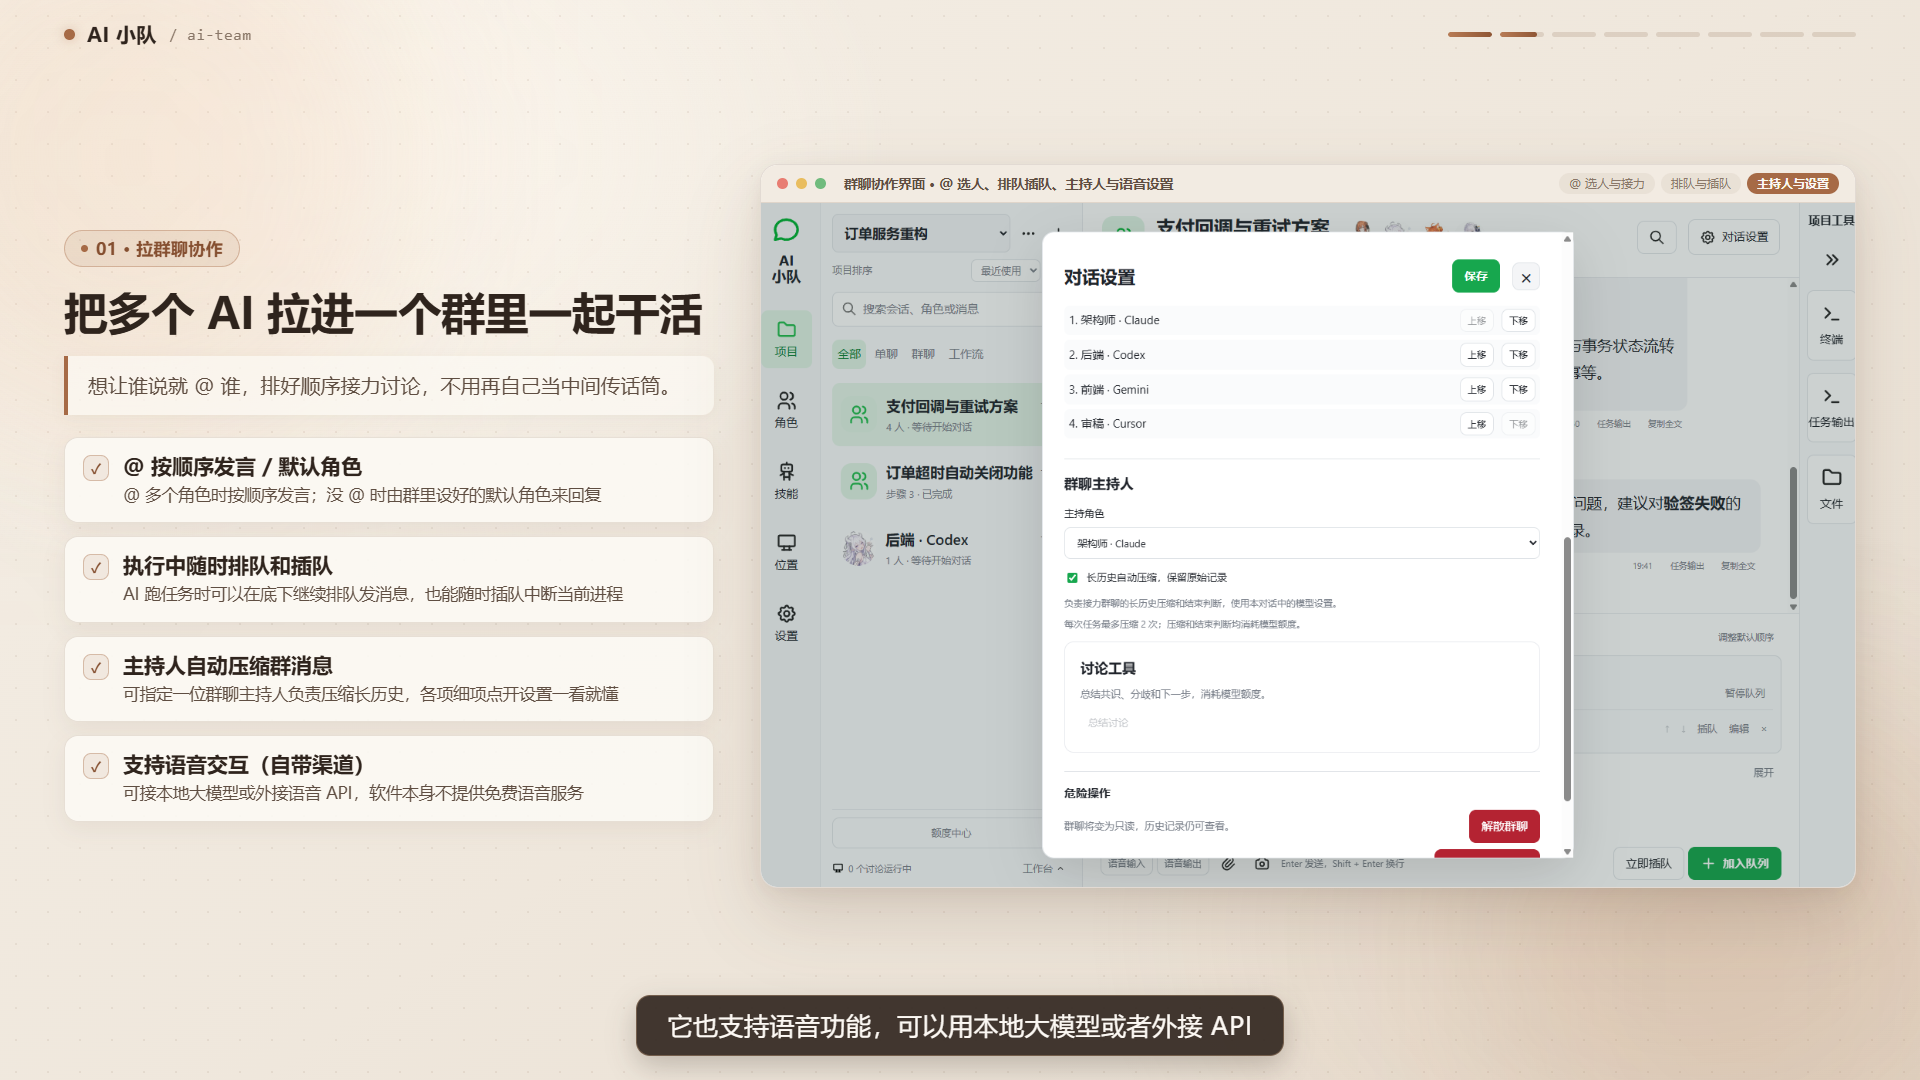 AI 小队 / ai-team
01 • 拉群聊协作
把多个 AI 拉进一个群里一起干活
想让谁说就 @ 谁，排好顺序接力讨论，不用再自己当中间传话筒。
@ 按顺序发言 / 默认角色
@ 多个角色时按顺序发言；没 @ 时由群里设好的默认角色来回复
执行中随时排队和插队
AI 跑任务时可以在底下继续排队发消息，也能随时插队中断当前进程
主持人自动压缩群消息
可指定一位群聊主持人负责压缩长历史，各项细项点开设置一看就懂
支持语音交互（自带渠道）
可接本地大模型或外接语音 API，软件本身不提供免费语音服务
群聊协作界面 • @ 选人、排队插队、主持人与语音设置
@ 选人与接力
排队与插队
主持人与设置
AI
小队
项目
角色
技能
位置
设置
订单服务重构
项目排序
最近使用
搜索会话、角色或消息
全部 单聊 群聊 工作流
支付回调与重试方案
4 人 · 等待开始对话
订单超时自动关闭功能
步骤 3 · 已完成
后端 · Codex
1 人 · 等待开始对话
额度中心
0 个讨论运行中
工作台
支付回调与重试方案
对话设置
对话设置
保存
1. 架构师 · Claude
上移 下移
2. 后端 · Codex
上移 下移
3. 前端 · Gemini
上移 下移
4. 审稿 · Cursor
上移 下移
群聊主持人
主持角色
架构师 · Claude
长历史自动压缩，保留原始记录
负责接力群聊的长历史压缩和结束判断，使用本对话中的模型设置。
每次任务最多压缩 2 次；压缩和结束判断均消耗模型额度。
讨论工具
总结共识、分歧和下一步，消耗模型额度。
总结讨论
危险操作
群聊将变为只读，历史记录仍可查看。
解散群聊
与事务状态流转
事等。
任务输出 复制全文
问题，建议对验签失败的
录。
19:41 任务输出 复制全文
调整默认顺序
暂停队列
↑ ↓ 插队 编辑 ×
展开
语音输入
语音输出
Enter 发送，Shift + Enter 换行
立即插队
加入队列
项目工具
终端
任务输出
文件
它也支持语音功能，可以用本地大模型或者外接 API